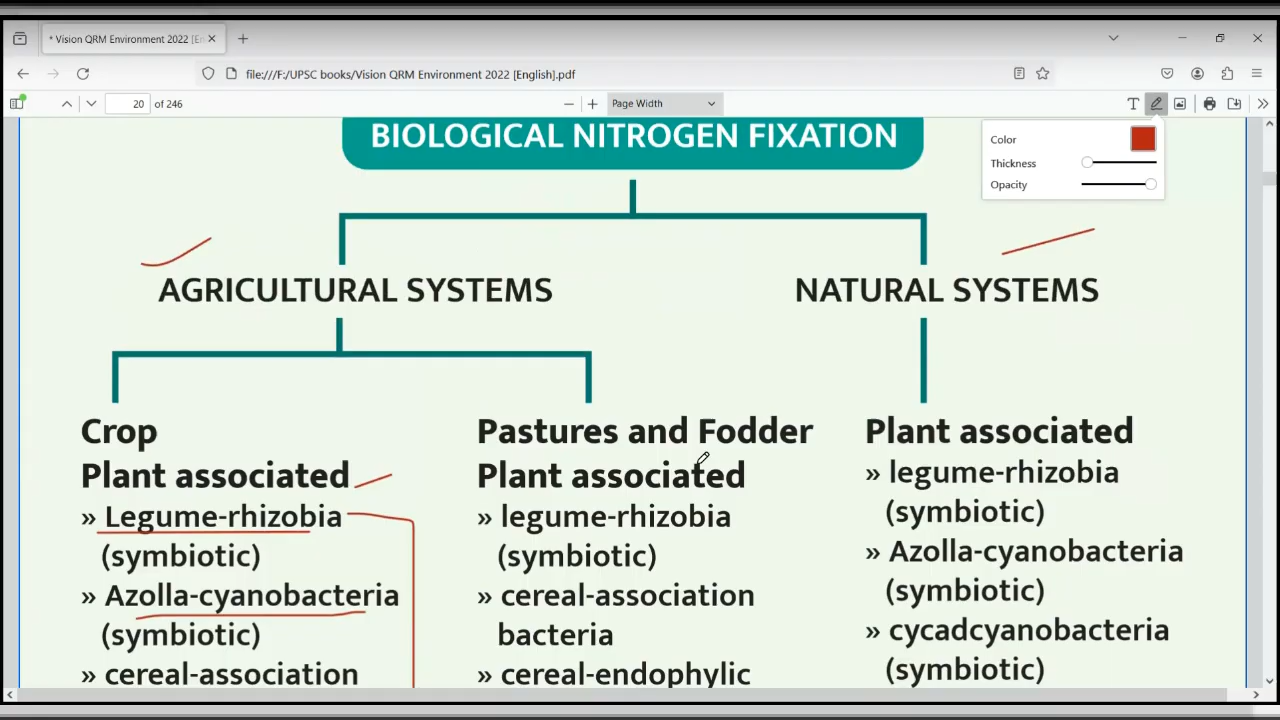 * Vision QRM Environment 2022 [En
file:///F:/UPSC books/Vision QRM Environment 2022 [English].pdf
20 of 246
Page Width
Color
Thickness
Opacity
BIOLOGICAL NITROGEN FIXATION
AGRICULTURAL SYSTEMS
NATURAL SYSTEMS
Crop
Plant associated
» Legume-rhizobia
(symbiotic)
» Azolla-cyanobacteria
(symbiotic)
» cereal-association
Pastures and Fodder
Plant associated
» legume-rhizobia
(symbiotic)
» cereal-association
bacteria
» cereal-endophylic
Plant associated
» legume-rhizobia
(symbiotic)
» Azolla-cyanobacteria
(symbiotic)
» cycadcyanobacteria
(symbiotic)